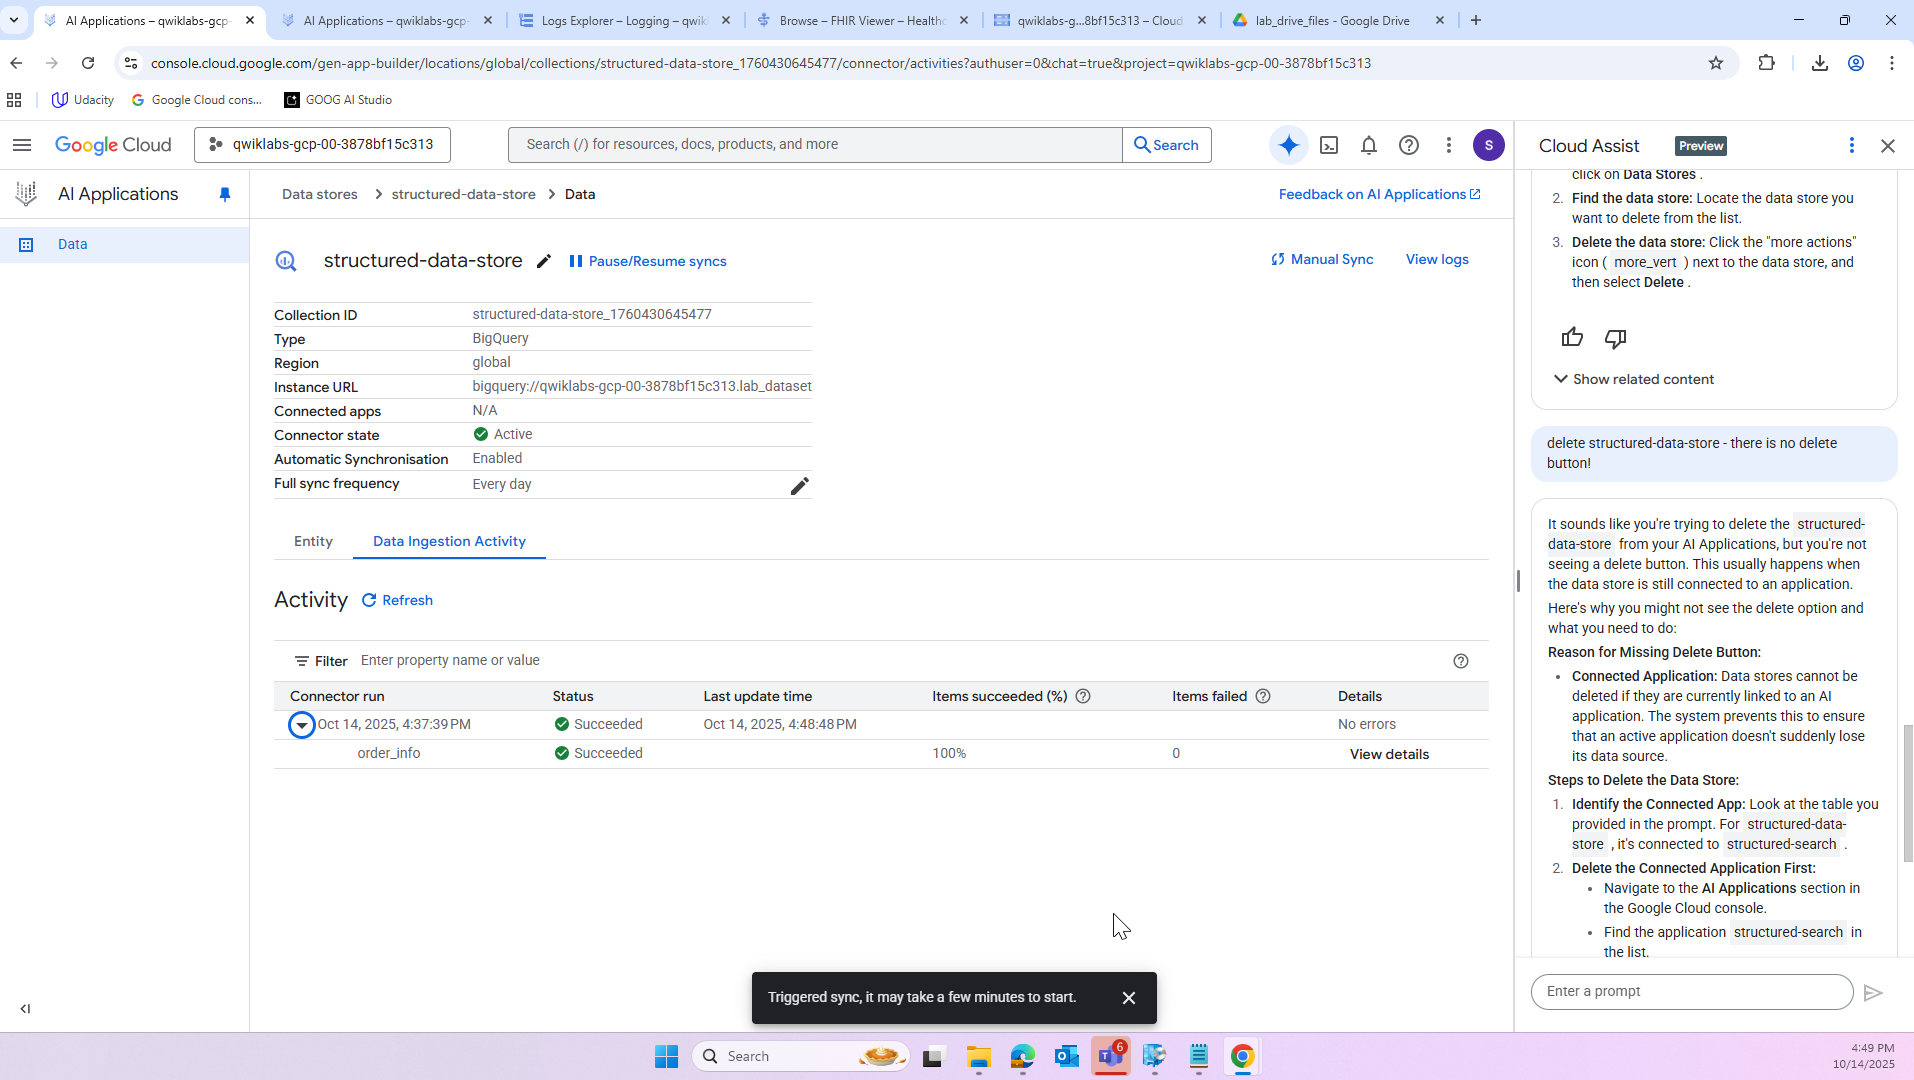 AI Applications – qwiklabs-gcp-
AI Applications – qwiklabs-gcp-
Logs Explorer – Logging – qwikl
Browse – FHIR Viewer – Healthc
qwiklabs-g...8bf15c313 – Cloud
lab_drive_files - Google Drive
console.cloud.google.com/gen-app-builder/locations/global/collections/structured-data-store_1760430645477/connector/activities?authuser=0&chat=true&project=qwiklabs-gcp-00-3878bf15c313
Udacity
Google Cloud cons...
GOOG AI Studio
Google Cloud
qwiklabs-gcp-00-3878bf15c313
Search (/) for resources, docs, products, and more
Search
S
AI Applications
Data
Data stores > structured-data-store > Data
Feedback on AI Applications
structured-data-store
Pause/Resume syncs
Manual Sync
View logs
Collection ID structured-data-store_1760430645477
Type BigQuery
Region global
Instance URL bigquery://qwiklabs-gcp-00-3878bf15c313.lab_dataset
Connected apps N/A
Connector state Active
Automatic Synchronisation Enabled
Full sync frequency Every day
Entity
Data Ingestion Activity
Activity
Refresh
Filter Enter property name or value
Connector run Status Last update time Items succeeded (%) Items failed Details
Oct 14, 2025, 4:37:39 PM Succeeded Oct 14, 2025, 4:48:48 PM No errors
order_info Succeeded 100% 0 View details
Triggered sync, it may take a few minutes to start.
Cloud Assist
Preview
click on Data Stores .
2. Find the data store: Locate the data store you
want to delete from the list.
3. Delete the data store: Click the "more actions"
icon ( more_vert ) next to the data store, and
then select Delete .
Show related content
delete structured-data-store - there is no delete
button!
It sounds like you're trying to delete the structured-
data-store from your AI Applications, but you're not
seeing a delete button. This usually happens when
the data store is still connected to an application.
Here's why you might not see the delete option and
what you need to do:
Reason for Missing Delete Button:
• Connected Application: Data stores cannot be
deleted if they are currently linked to an AI
application. The system prevents this to ensure
that an active application doesn't suddenly lose
its data source.
Steps to Delete the Data Store:
1. Identify the Connected App: Look at the table you
provided in the prompt. For structured-data-
store , it's connected to structured-search .
2. Delete the Connected Application First:
• Navigate to the AI Applications section in
the Google Cloud console.
• Find the application structured-search in
the list.
Enter a prompt
Search
6
4:49 PM
10/14/2025